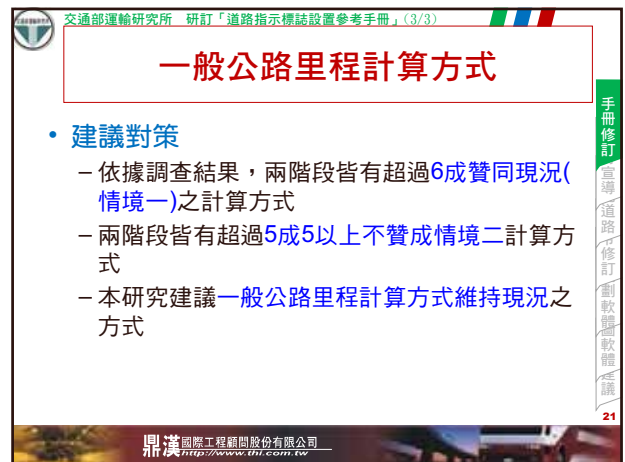 交通部運輸研究所 研訂「道路指示標誌設置參考手冊」(3/3)
一般公路里程計算方式
• 建議對策
– 依據調查結果，兩階段皆有超過6成贊同現況(
情境一)之計算方式
– 兩階段皆有超過5成5以上不贊成情境二計算方
式
– 本研究建議一般公路里程計算方式維持現況之
方式
手冊修訂
宣導
道路
修訂
劃軟體
軟體
議
21
鼎漢國際工程顧問股份有限公司
http://www.thi.com.tw